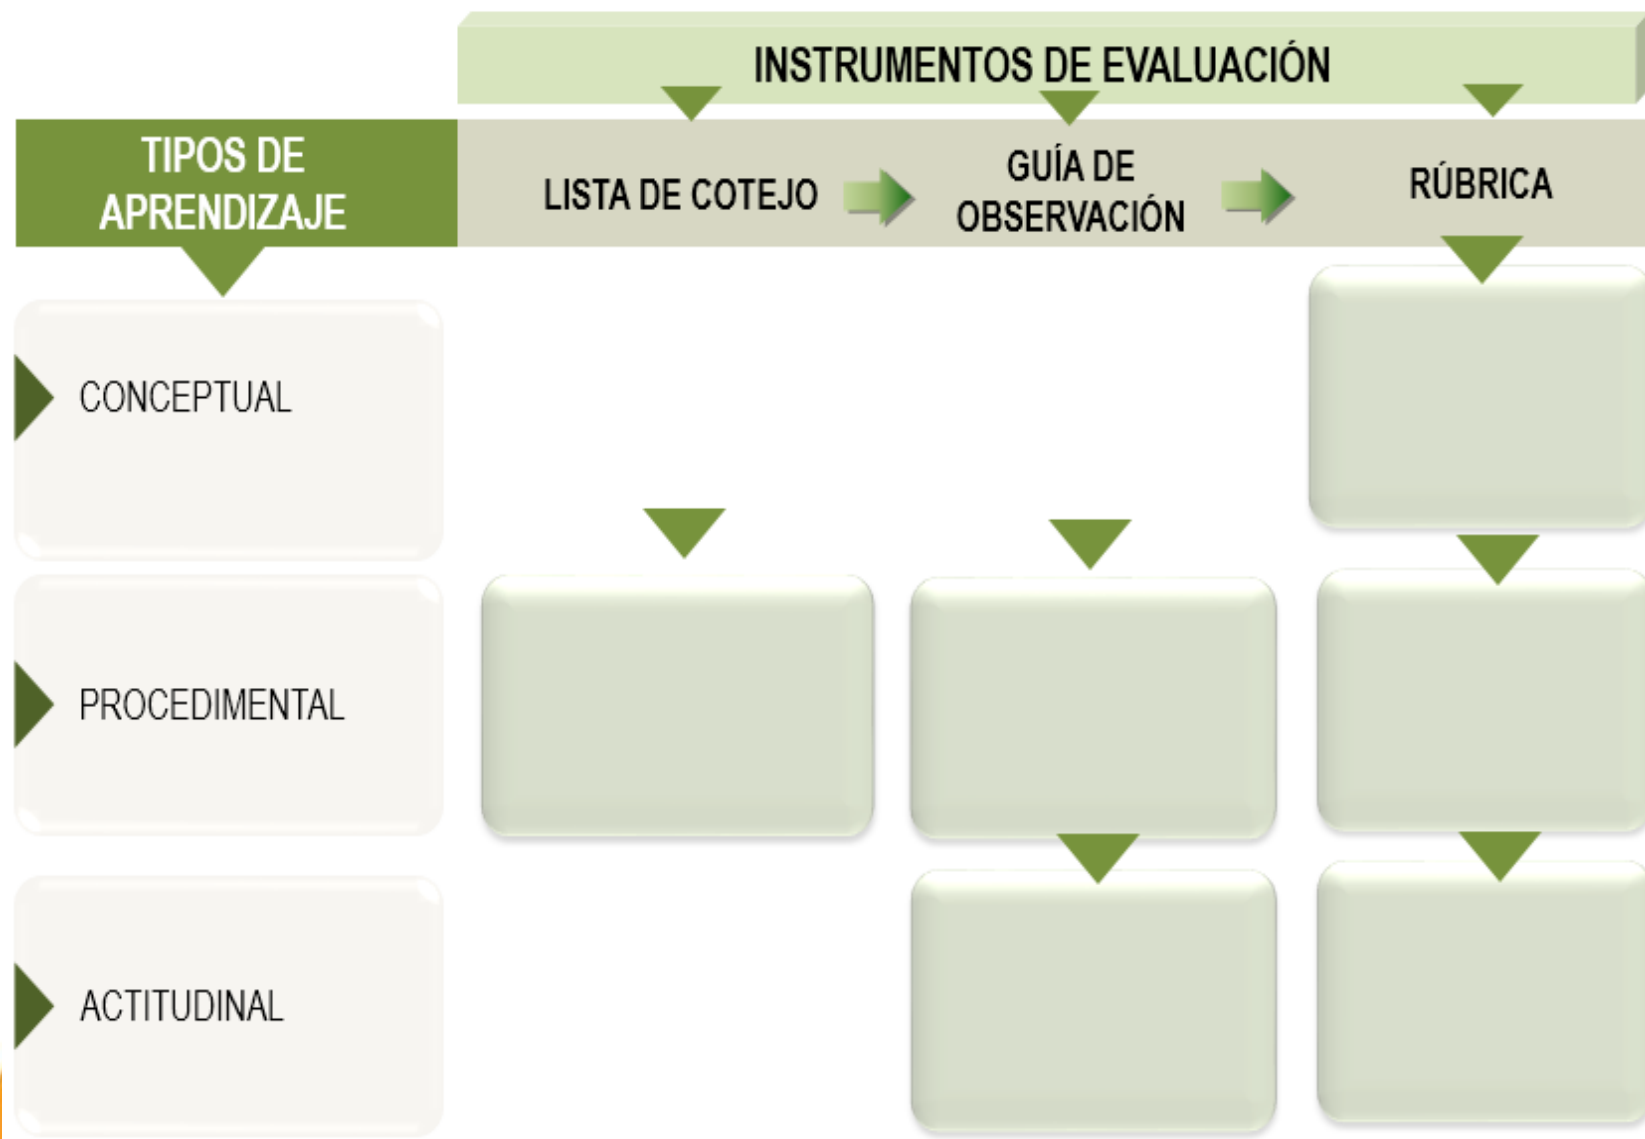 INSTRUMENTOS DE EVALUACIÓN
TIPOS DE
APRENDIZAJE
LISTA DE COTEJO
GUÍA DE
OBSERVACIÓN
RÚBRICA
CONCEPTUAL
PROCEDIMENTAL
ACTITUDINAL